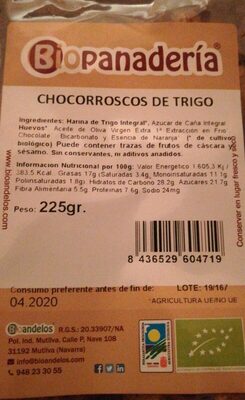 Biopanadería®
CHOCORROSCOS DE TRIGO
Ingredientes: Harina de Trigo Integral*, Azúcar de Caña Integral
Huevos* Aceite de Oliva Virgen Extra 1ª Extracción en Frío
Chocolate Bicarbonato y Esencia de Naranja (* de cultivo
biológico) Puede contener trazas de frutos de cáscara y
sésamo. Sin conservantes, ni aditivos añadidos.
Información Nutricional por 100g: Valor Energetico 1.605,3 Kj
383,5 Kcal. Grasas 17g (Saturadas 3.4g, Monoinsaturadas 11.1g
Polinsaturadas 1.8g) Hidratos de Carbono 28.2g Azúcares 21.7g
Fibra Alimentaria 5.5g Proteínas 7.6g Sodio 24mg
Peso: 225gr.
8 436529 604719
Consumo preferente antes de fin de:
04.2020
LOTE: 19/167
*AGRICULTURA UE/NO UE
www.bioandelos.com
Conservar en lugar fresco y seco
Bioandelos
R.G.S.: 20.33907/NA
Pol. Ind. Mutilva, Calle P, Nave 108
31192 Mutilva (Navarra)
948 23 30 55